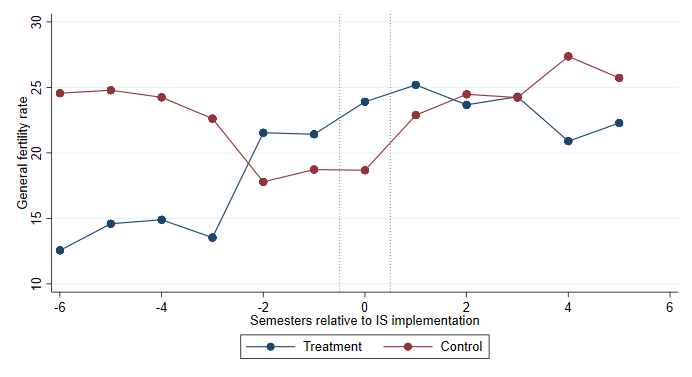 General fertility rate
30
25
20
15
10
-6 -4 -2 0 2 4 6
Semesters relative to IS implementation
Treatment Control